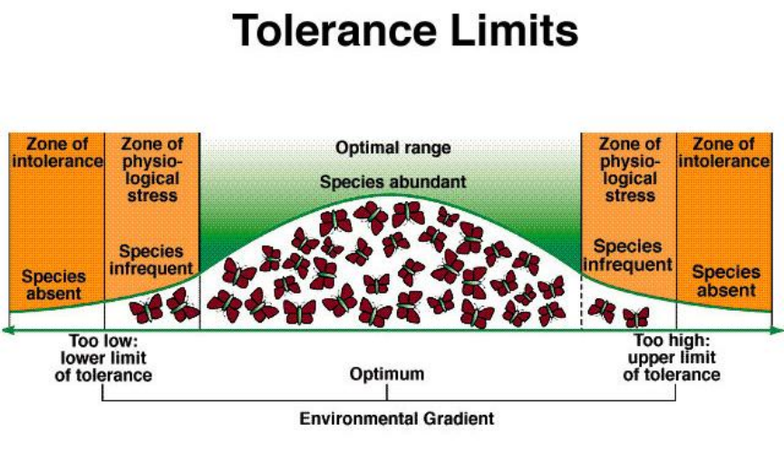 Tolerance Limits
Zone of
intolerance
Zone of
physio-
logical
stress
Optimal range
Species abundant
Zone of
physio-
logical
stress
Zone of
intolerance
Species
absent
Species
infrequent
Species
infrequent
Species
absent
Too low:
lower limit
of tolerance
Optimum
Too high:
upper limit
of tolerance
Environmental Gradient